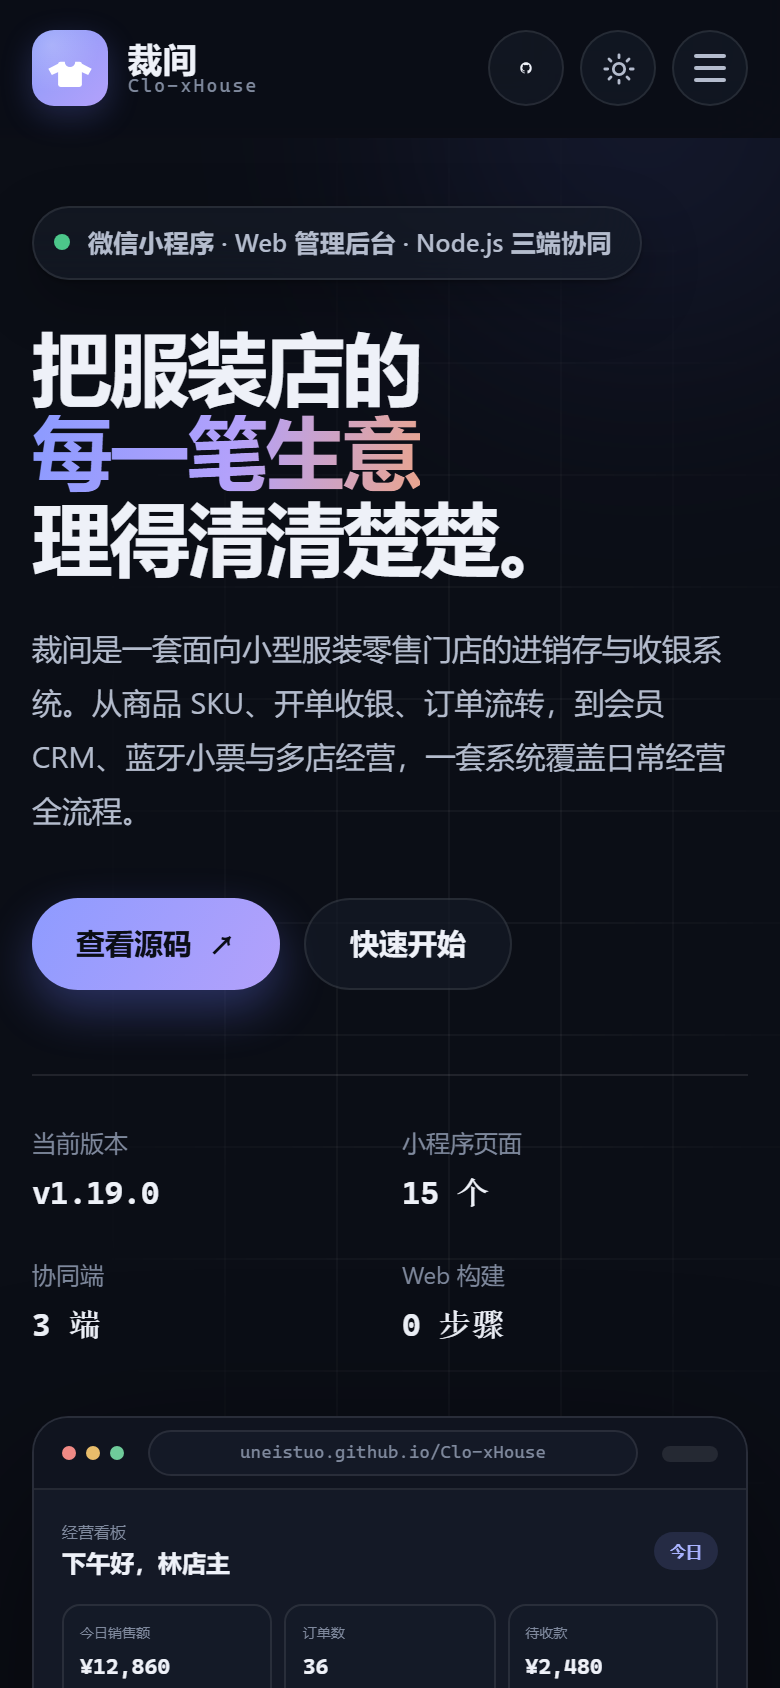 裁间
Clo-xHouse
微信小程序 · Web 管理后台 · Node.js 三端协同
把服装店的
每一笔生意
理得清清楚楚。
裁间是一套面向小型服装零售门店的进销存与收银系
统。从商品 SKU、开单收银、订单流转，到会员
CRM、蓝牙小票与多店经营，一套系统覆盖日常经营
全流程。
查看源码 ↗
快速开始
当前版本
v1.19.0
小程序页面
15 个
协同端
3 端
Web 构建
0 步骤
uneistuo.github.io/Clo-xHouse
经营看板
下午好，林店主
今日
今日销售额
¥12,860
订单数
36
待收款
¥2,480